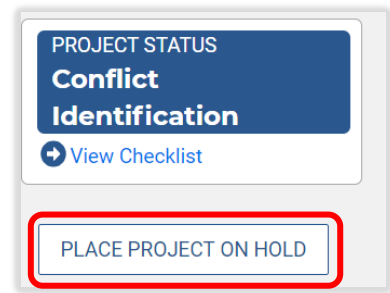 PROJECT STATUS
Conflict
Identification
View Checklist
PLACE PROJECT ON HOLD